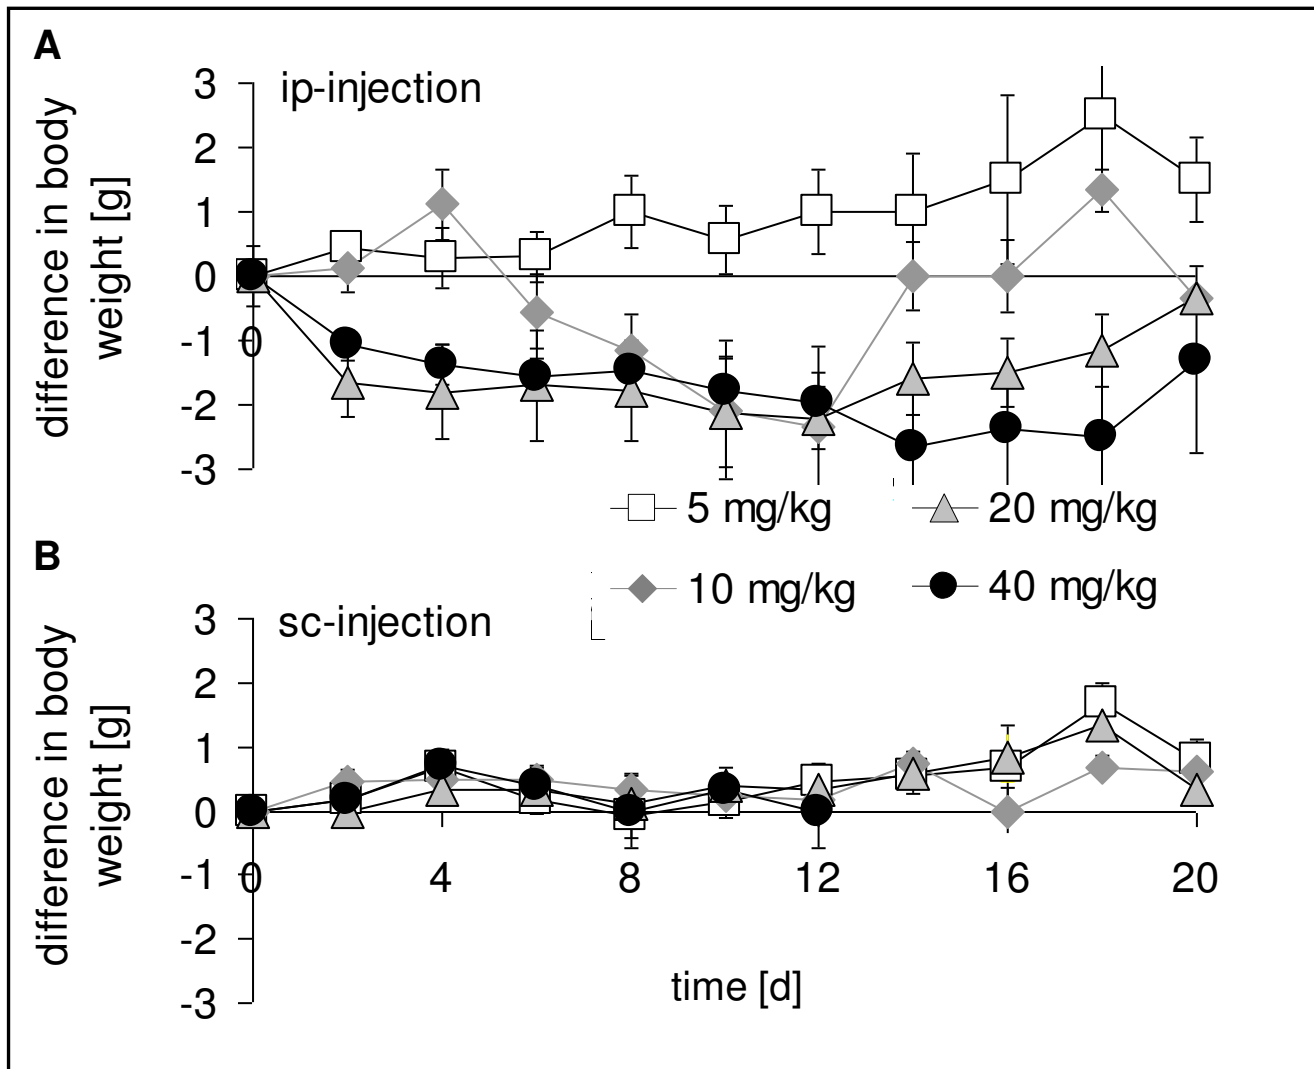 A
difference in body
weight [g]
ip-injection
3
2
1
0
-1
-2
-3
0
5 mg/kg
20 mg/kg
10 mg/kg
40 mg/kg
B
difference in body
weight [g]
sc-injection
3
2
1
0
-1
-2
-3
0 4 8 12 16 20
time [d]